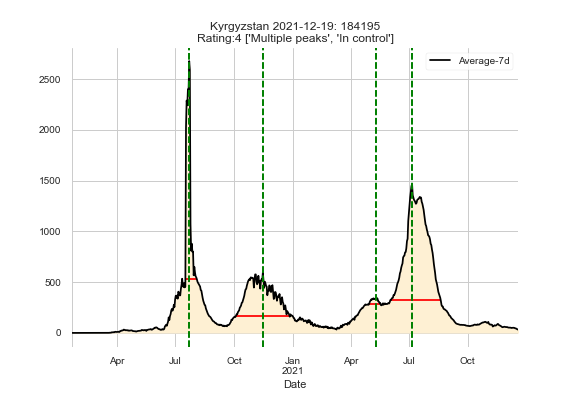 Kyrgyzstan 2021-12-19: 184195
Rating:4 ['Multiple peaks', 'In control']
Average-7d
2500
2000
1500
1000
500
0
Apr
Jul
Oct
Jan
2021
Apr
Jul
Oct
Date